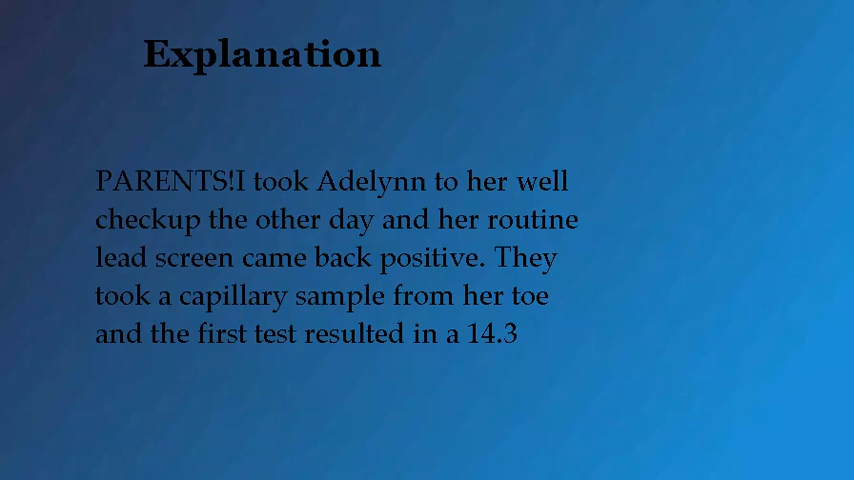 Explanation
PARENTS!I took Adelynn to her well
checkup the other day and her routine
lead screen came back positive. They
took a capillary sample from her toe
and the first test resulted in a 14.3